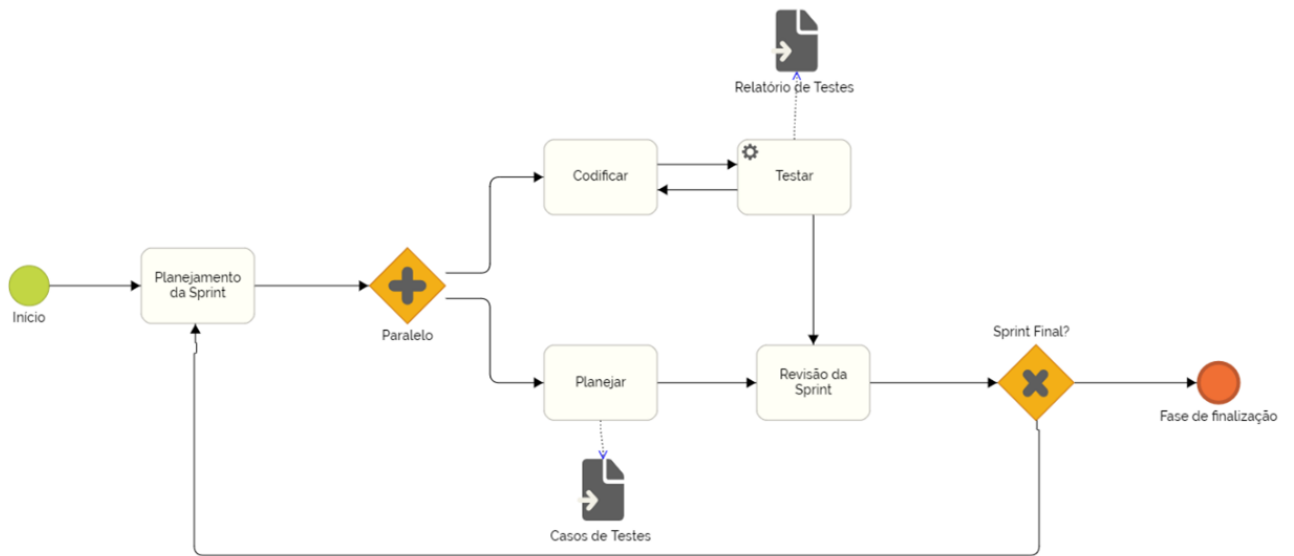 Relatório de Testes
Codificar
Testar
Planejamento
da Sprint
Início
Paralelo
Sprint Final?
Planejar
Revisão da
Sprint
Fase de finalização
Casos de Testes